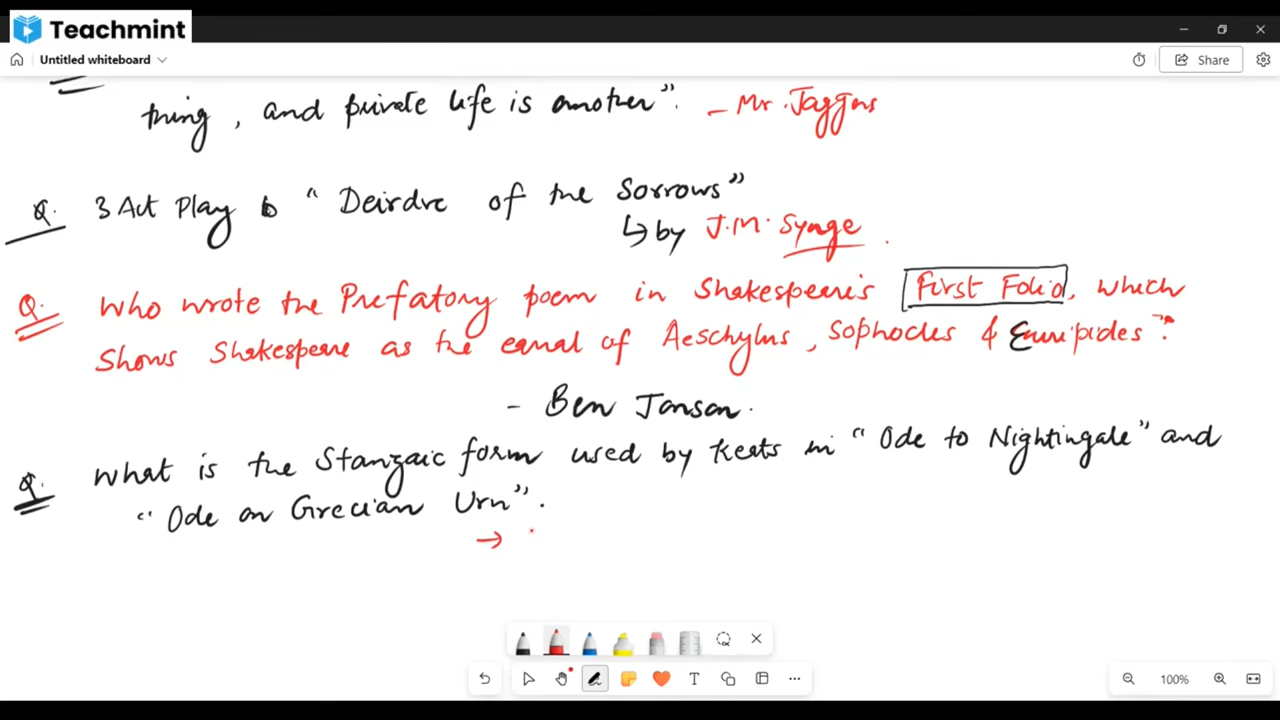 Teachmint
Untitled whiteboard
Share
thing, and private life is another". - Mr. Jaggers
Q. 3 Act Play "Deirdre of the Sorrows"
↳ by J.M. Synge.
Q. Who wrote the Prefatory poem in Shakespeare's First Folio, which
shows Shakespeare as the equal of Aeschylus, Sophocles & Euripides"?
- Ben Jonson.
Q. What is the Stanzaic form used by Keats in "Ode to Nightingale" and
"Ode on Grecian Urn".
→
100%